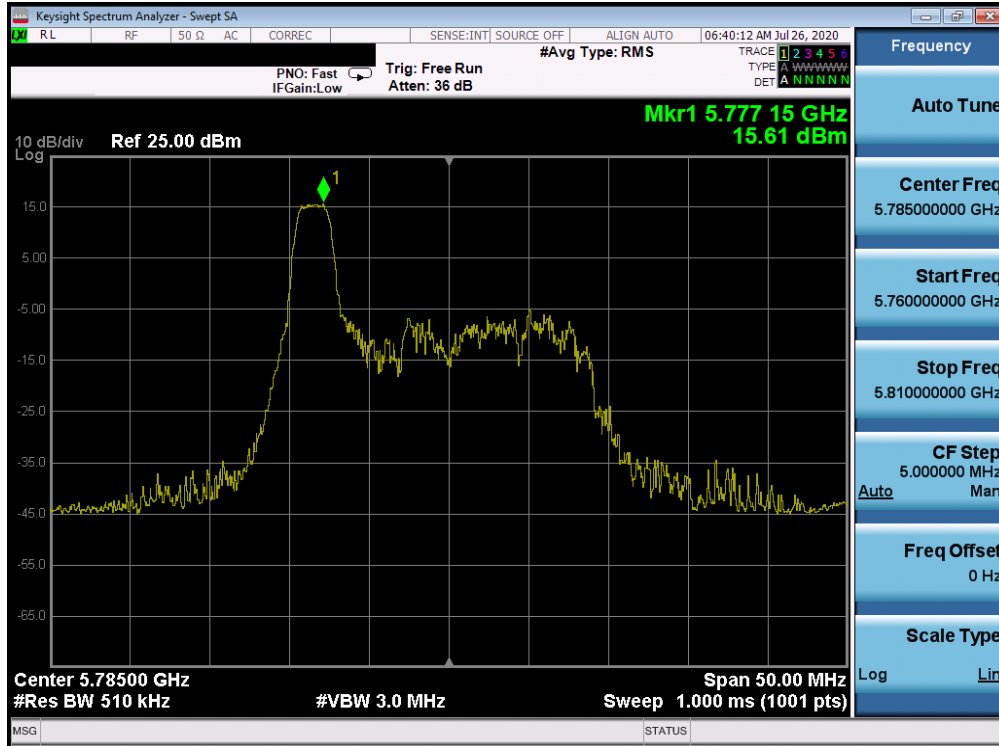 Keysight Spectrum Analyzer - Swept SA
LXI RL RF 50 Ω AC CORREC SENSE:INT SOURCE OFF ALIGN AUTO 06:40:12 AM Jul 26, 2020
#Avg Type: RMS
TRACE 1 2 3 4 5 6
TYPE A WWWWW
DET A N N N N N
PNO: Fast
IFGain:Low
Trig: Free Run
Atten: 36 dB
Mkr1 5.777 15 GHz
15.61 dBm
10 dB/div Ref 25.00 dBm
Log
1
15.0
5.00
-5.00
-15.0
-25.0
-35.0
-45.0
-55.0
-65.0
Center 5.78500 GHz Span 50.00 MHz
#Res BW 510 kHz #VBW 3.0 MHz Sweep 1.000 ms (1001 pts)
MSG STATUS
Frequency
Auto Tune
Center Freq
5.785000000 GHz
Start Freq
5.760000000 GHz
Stop Freq
5.810000000 GHz
CF Step
5.000000 MHz
Auto Man
Freq Offset
0 Hz
Scale Type
Log Lin